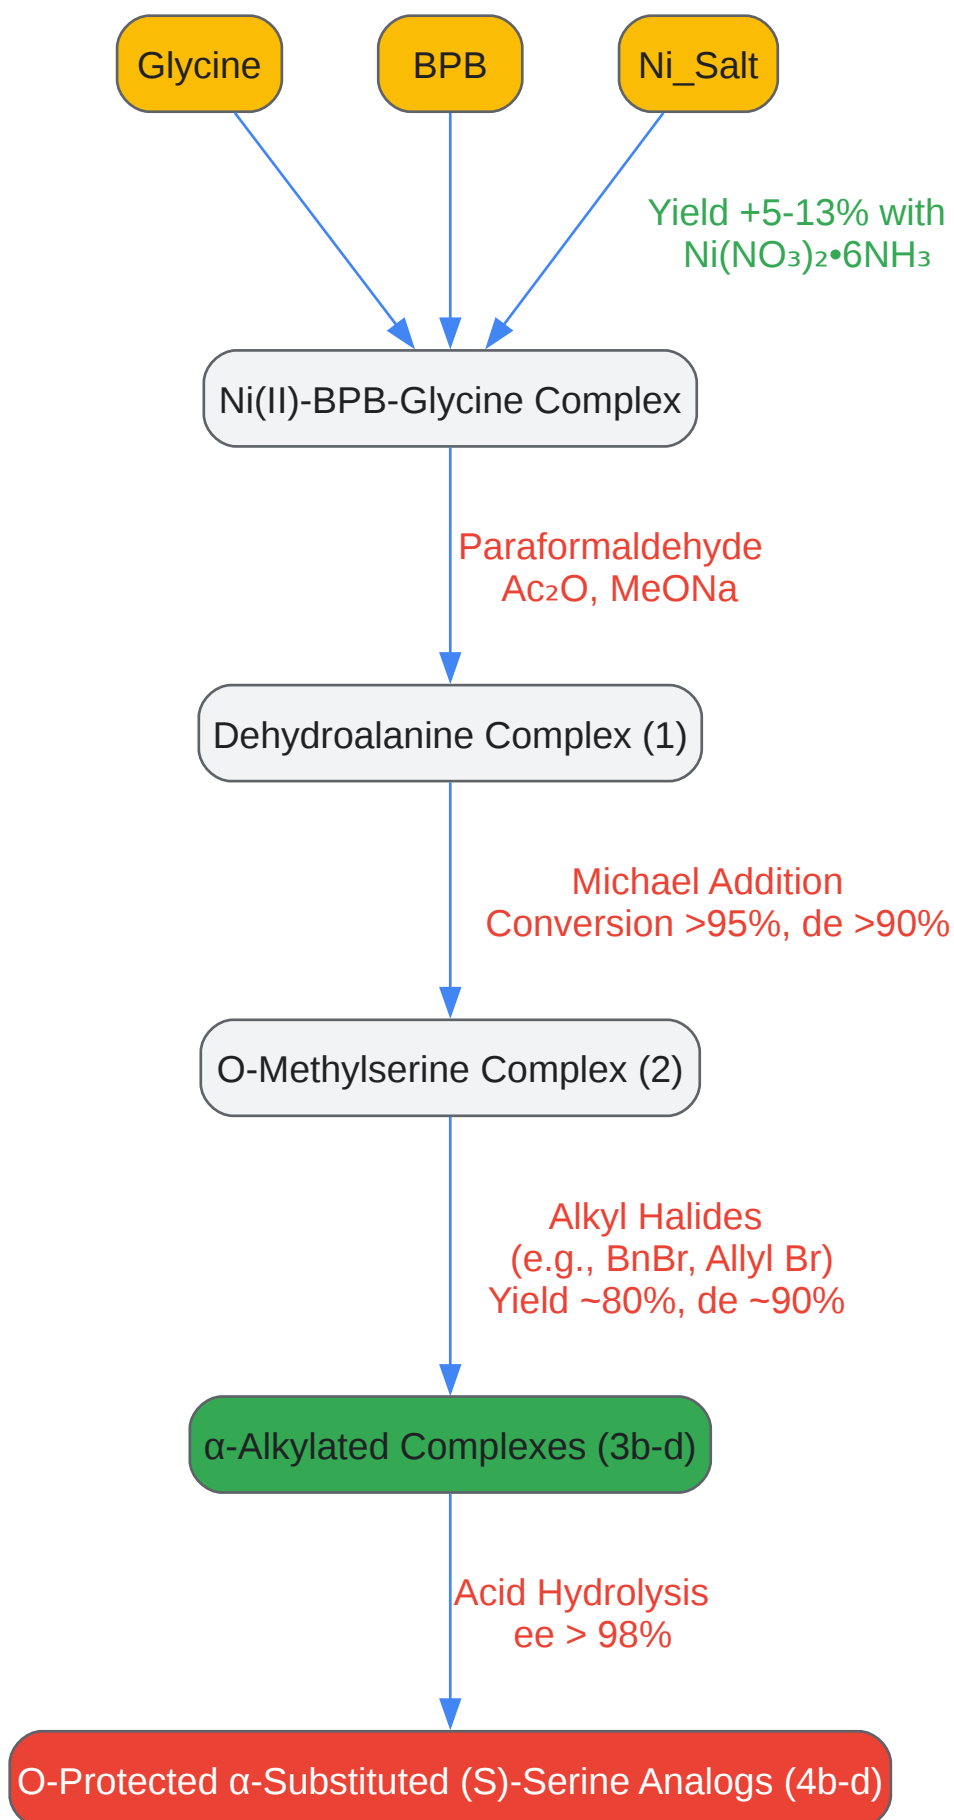 Glycine
BPB
Ni_Salt
Yield +5-13% with
Ni(NO₃)₂•6NH₃
Ni(II)-BPB-Glycine Complex
Paraformaldehyde
Ac₂O, MeONa
Dehydroalanine Complex (1)
Michael Addition
Conversion >95%, de >90%
O-Methylserine Complex (2)
Alkyl Halides
(e.g., BnBr, Allyl Br)
Yield ~80%, de ~90%
α-Alkylated Complexes (3b-d)
Acid Hydrolysis
ee > 98%
O-Protected α-Substituted (S)-Serine Analogs (4b-d)